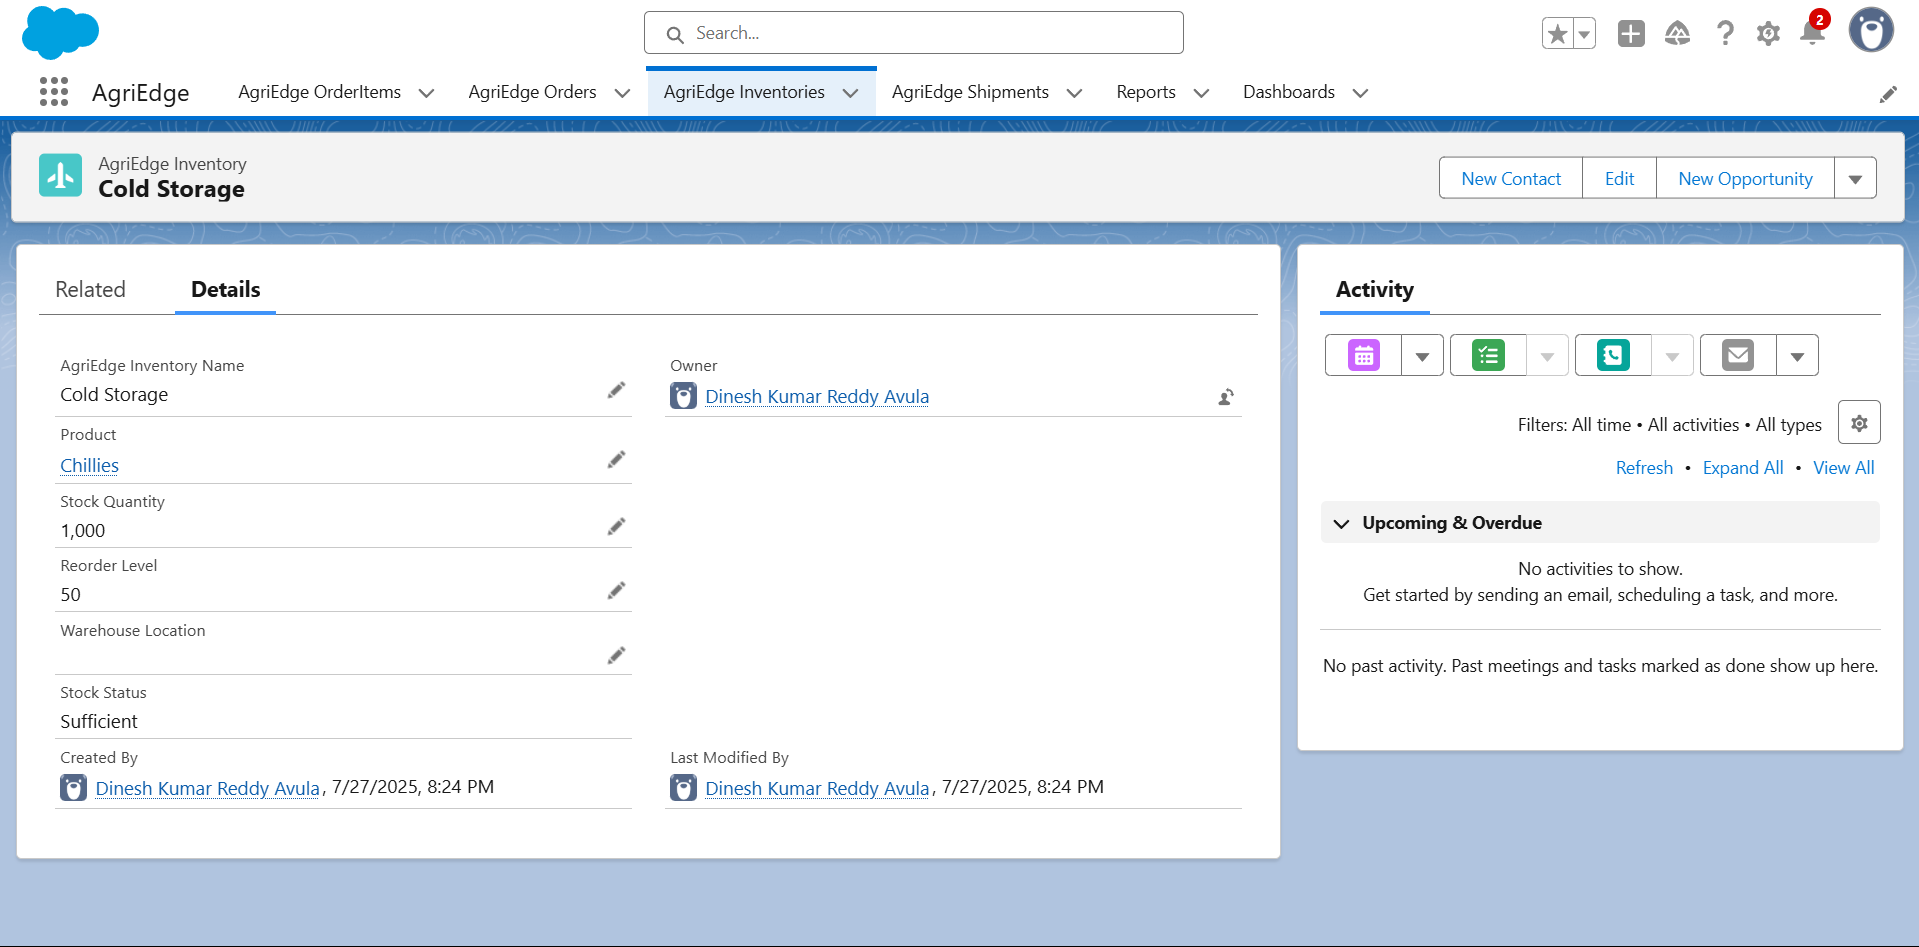 Search...
2
AgriEdge
AgriEdge OrderItems
AgriEdge Orders
AgriEdge Inventories
AgriEdge Shipments
Reports
Dashboards
AgriEdge Inventory
Cold Storage
New Contact
Edit
New Opportunity
Related
Details
AgriEdge Inventory Name
Cold Storage
Owner
Dinesh Kumar Reddy Avula
Product
Chillies
Stock Quantity
1,000
Reorder Level
50
Warehouse Location
Stock Status
Sufficient
Created By
Dinesh Kumar Reddy Avula, 7/27/2025, 8:24 PM
Last Modified By
Dinesh Kumar Reddy Avula, 7/27/2025, 8:24 PM
Activity
Filters: All time • All activities • All types
Refresh • Expand All • View All
Upcoming & Overdue
No activities to show.
Get started by sending an email, scheduling a task, and more.
No past activity. Past meetings and tasks marked as done show up here.